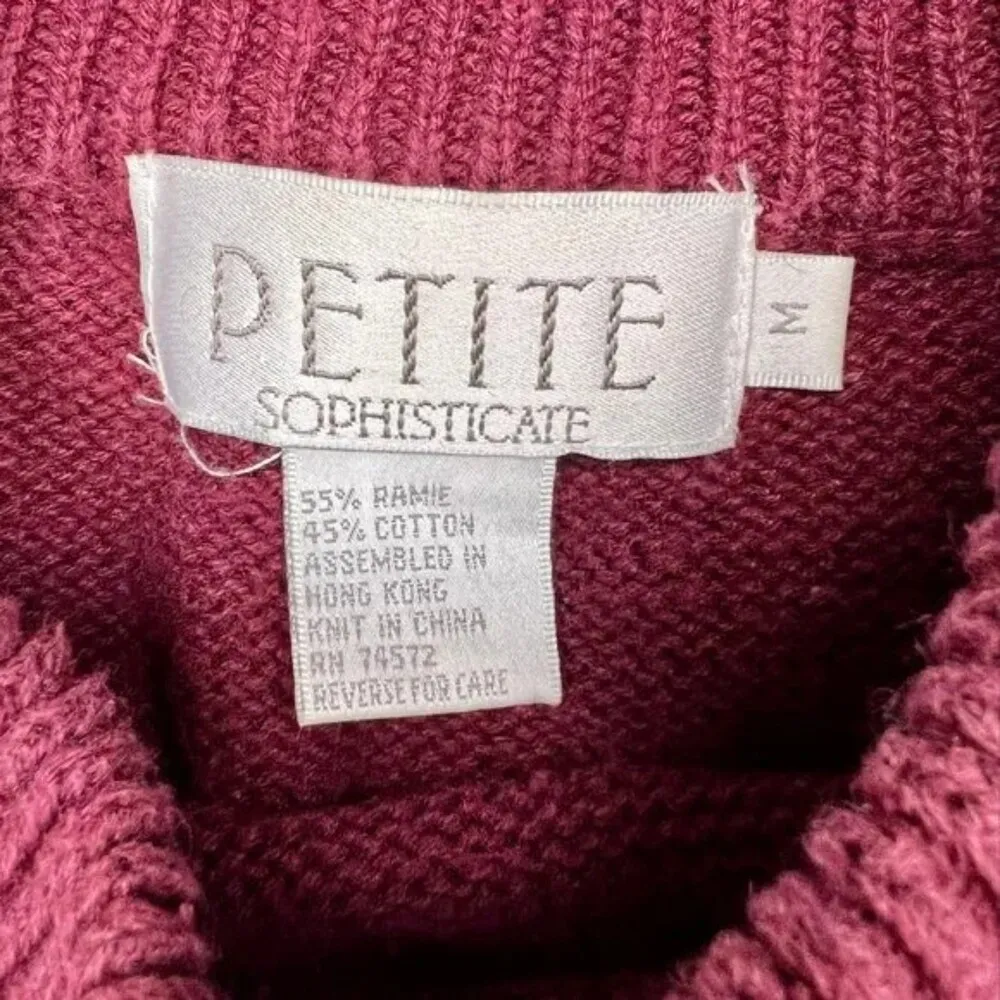 PETITE
SOPHISTICATE
M
55% RAMIE
45% COTTON
ASSEMBLED IN
HONG KONG
KNIT IN CHINA
RN 74572
REVERSE FOR CARE